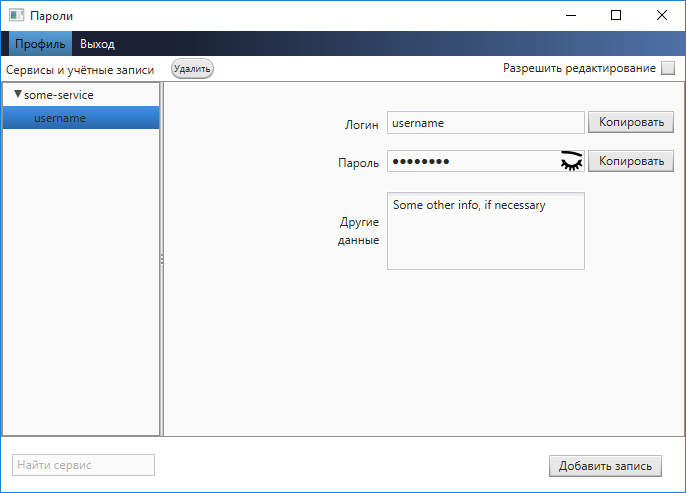 Пароли
Профиль Выход
Сервисы и учётные записи Удалить Разрешить редактирование
some-service
username
Логин username Копировать
Пароль ●●●●●●●● Копировать
Some other info, if necessary
Другие
данные
Найти сервис Добавить запись